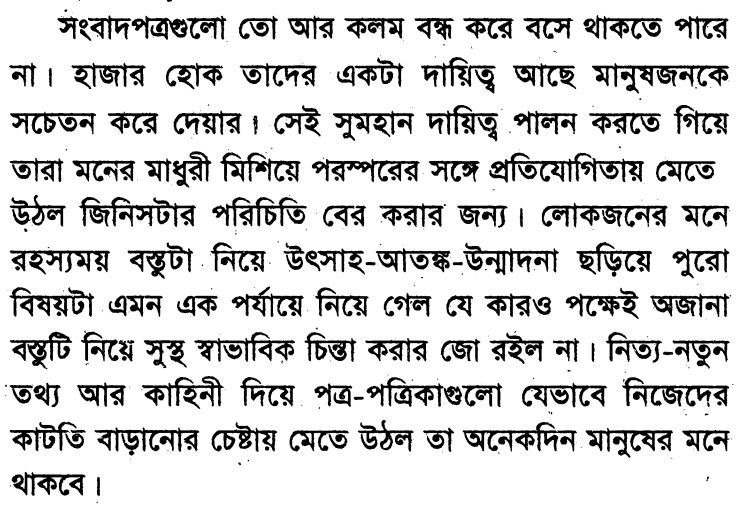 সংবাদপত্রগুলো তো আর কলম বন্ধ করে বসে থাকতে পারে
না। হাজার হোক তাদের একটা দায়িত্ব আছে মানুষজনকে
সচেতন করে দেয়ার। সেই সুমহান দায়িত্ব পালন করতে গিয়ে
তারা মনের মাধুরী মিশিয়ে পরস্পরের সঙ্গে প্রতিযোগিতায় মেতে
উঠল জিনিসটার পরিচিতি বের করার জন্য। লোকজনের মনে
রহস্যময় বস্তুটা নিয়ে উৎসাহ-আতঙ্ক-উন্মাদনা ছড়িয়ে পুরো
বিষয়টা এমন এক পর্যায়ে নিয়ে গেল যে কারও পক্ষেই অজানা
বস্তুটি নিয়ে সুস্থ স্বাভাবিক চিন্তা করার জো রইল না। নিত্য-নতুন
তথ্য আর কাহিনী দিয়ে পত্র-পত্রিকাগুলো যেভাবে নিজেদের
কাটতি বাড়ানোর চেষ্টায় মেতে উঠল তা অনেকদিন মানুষের মনে
থাকবে।